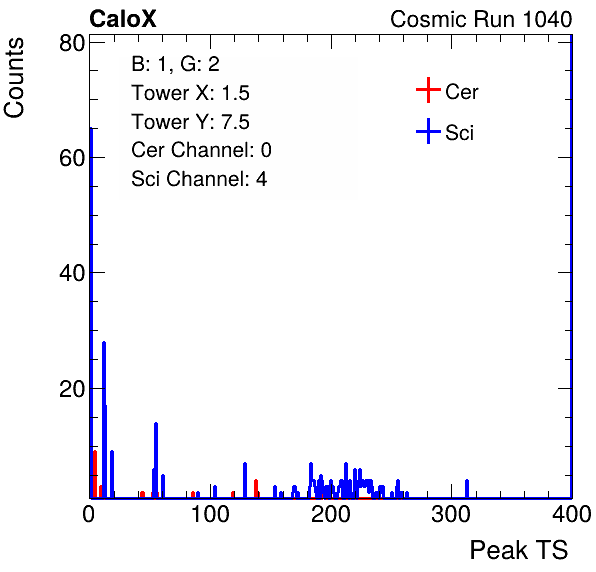 CaloX Cosmic Run 1040
Counts
80
60
40
20
B: 1, G: 2
Tower X: 1.5
Tower Y: 7.5
Cer Channel: 0
Sci Channel: 4
Cer
Sci
0 100 200 300 400
Peak TS